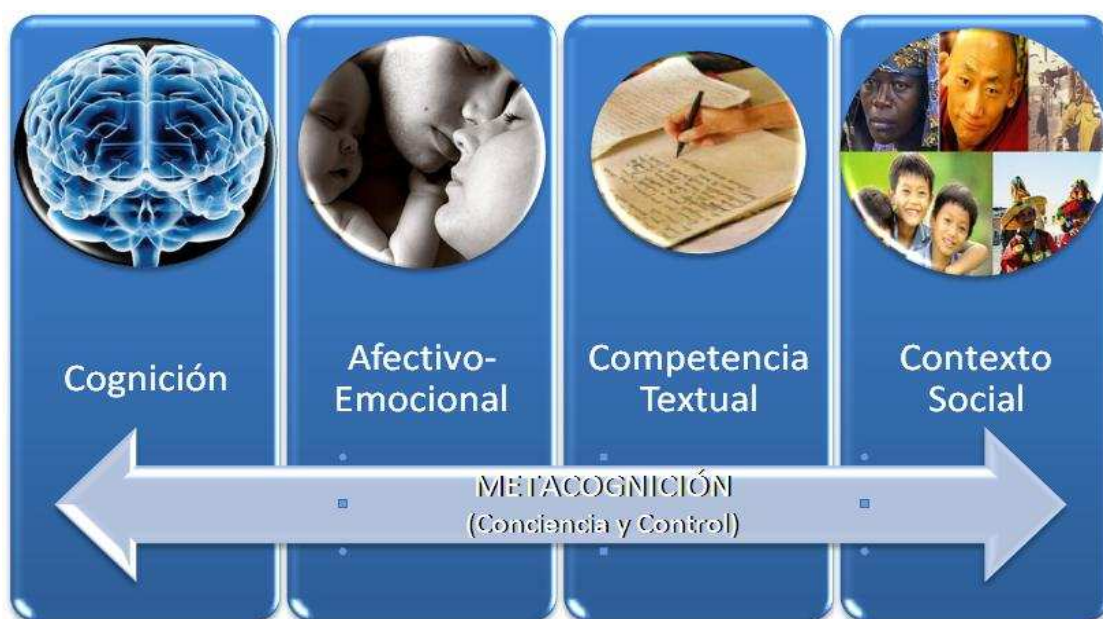 Cognición
Afectivo-
Emocional
Competencia
Textual
Contexto
Social
METACOGNICIÓN
(Conciencia y Control)